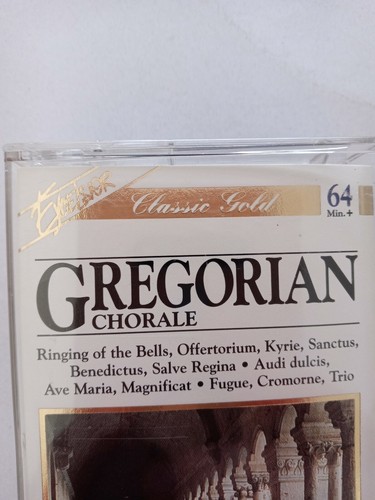 Excelsior
Classic Gold
64
Min.+
GREGORIAN
CHORALE
Ringing of the Bells, Offertorium, Kyrie, Sanctus,
Benedictus, Salve Regina • Audi dulcis,
Ave Maria, Magnificat • Fugue, Cromorne, Trio